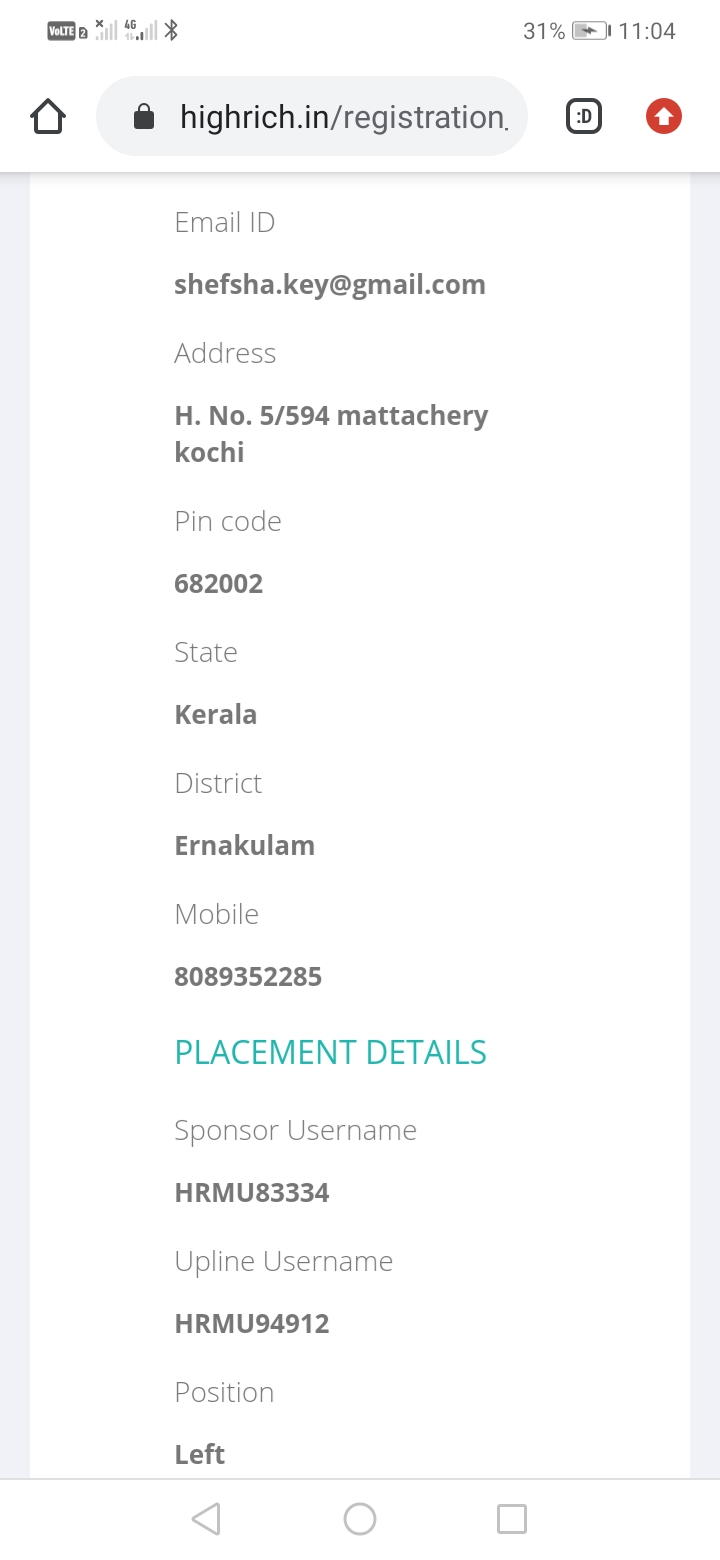 VoLTE 2 4G 31% 11:04
highrich.in/registration
:D
Email ID
shefsha.key@gmail.com
Address
H. No. 5/594 mattachery
kochi
Pin code
682002
State
Kerala
District
Ernakulam
Mobile
8089352285
PLACEMENT DETAILS
Sponsor Username
HRMU83334
Upline Username
HRMU94912
Position
Left